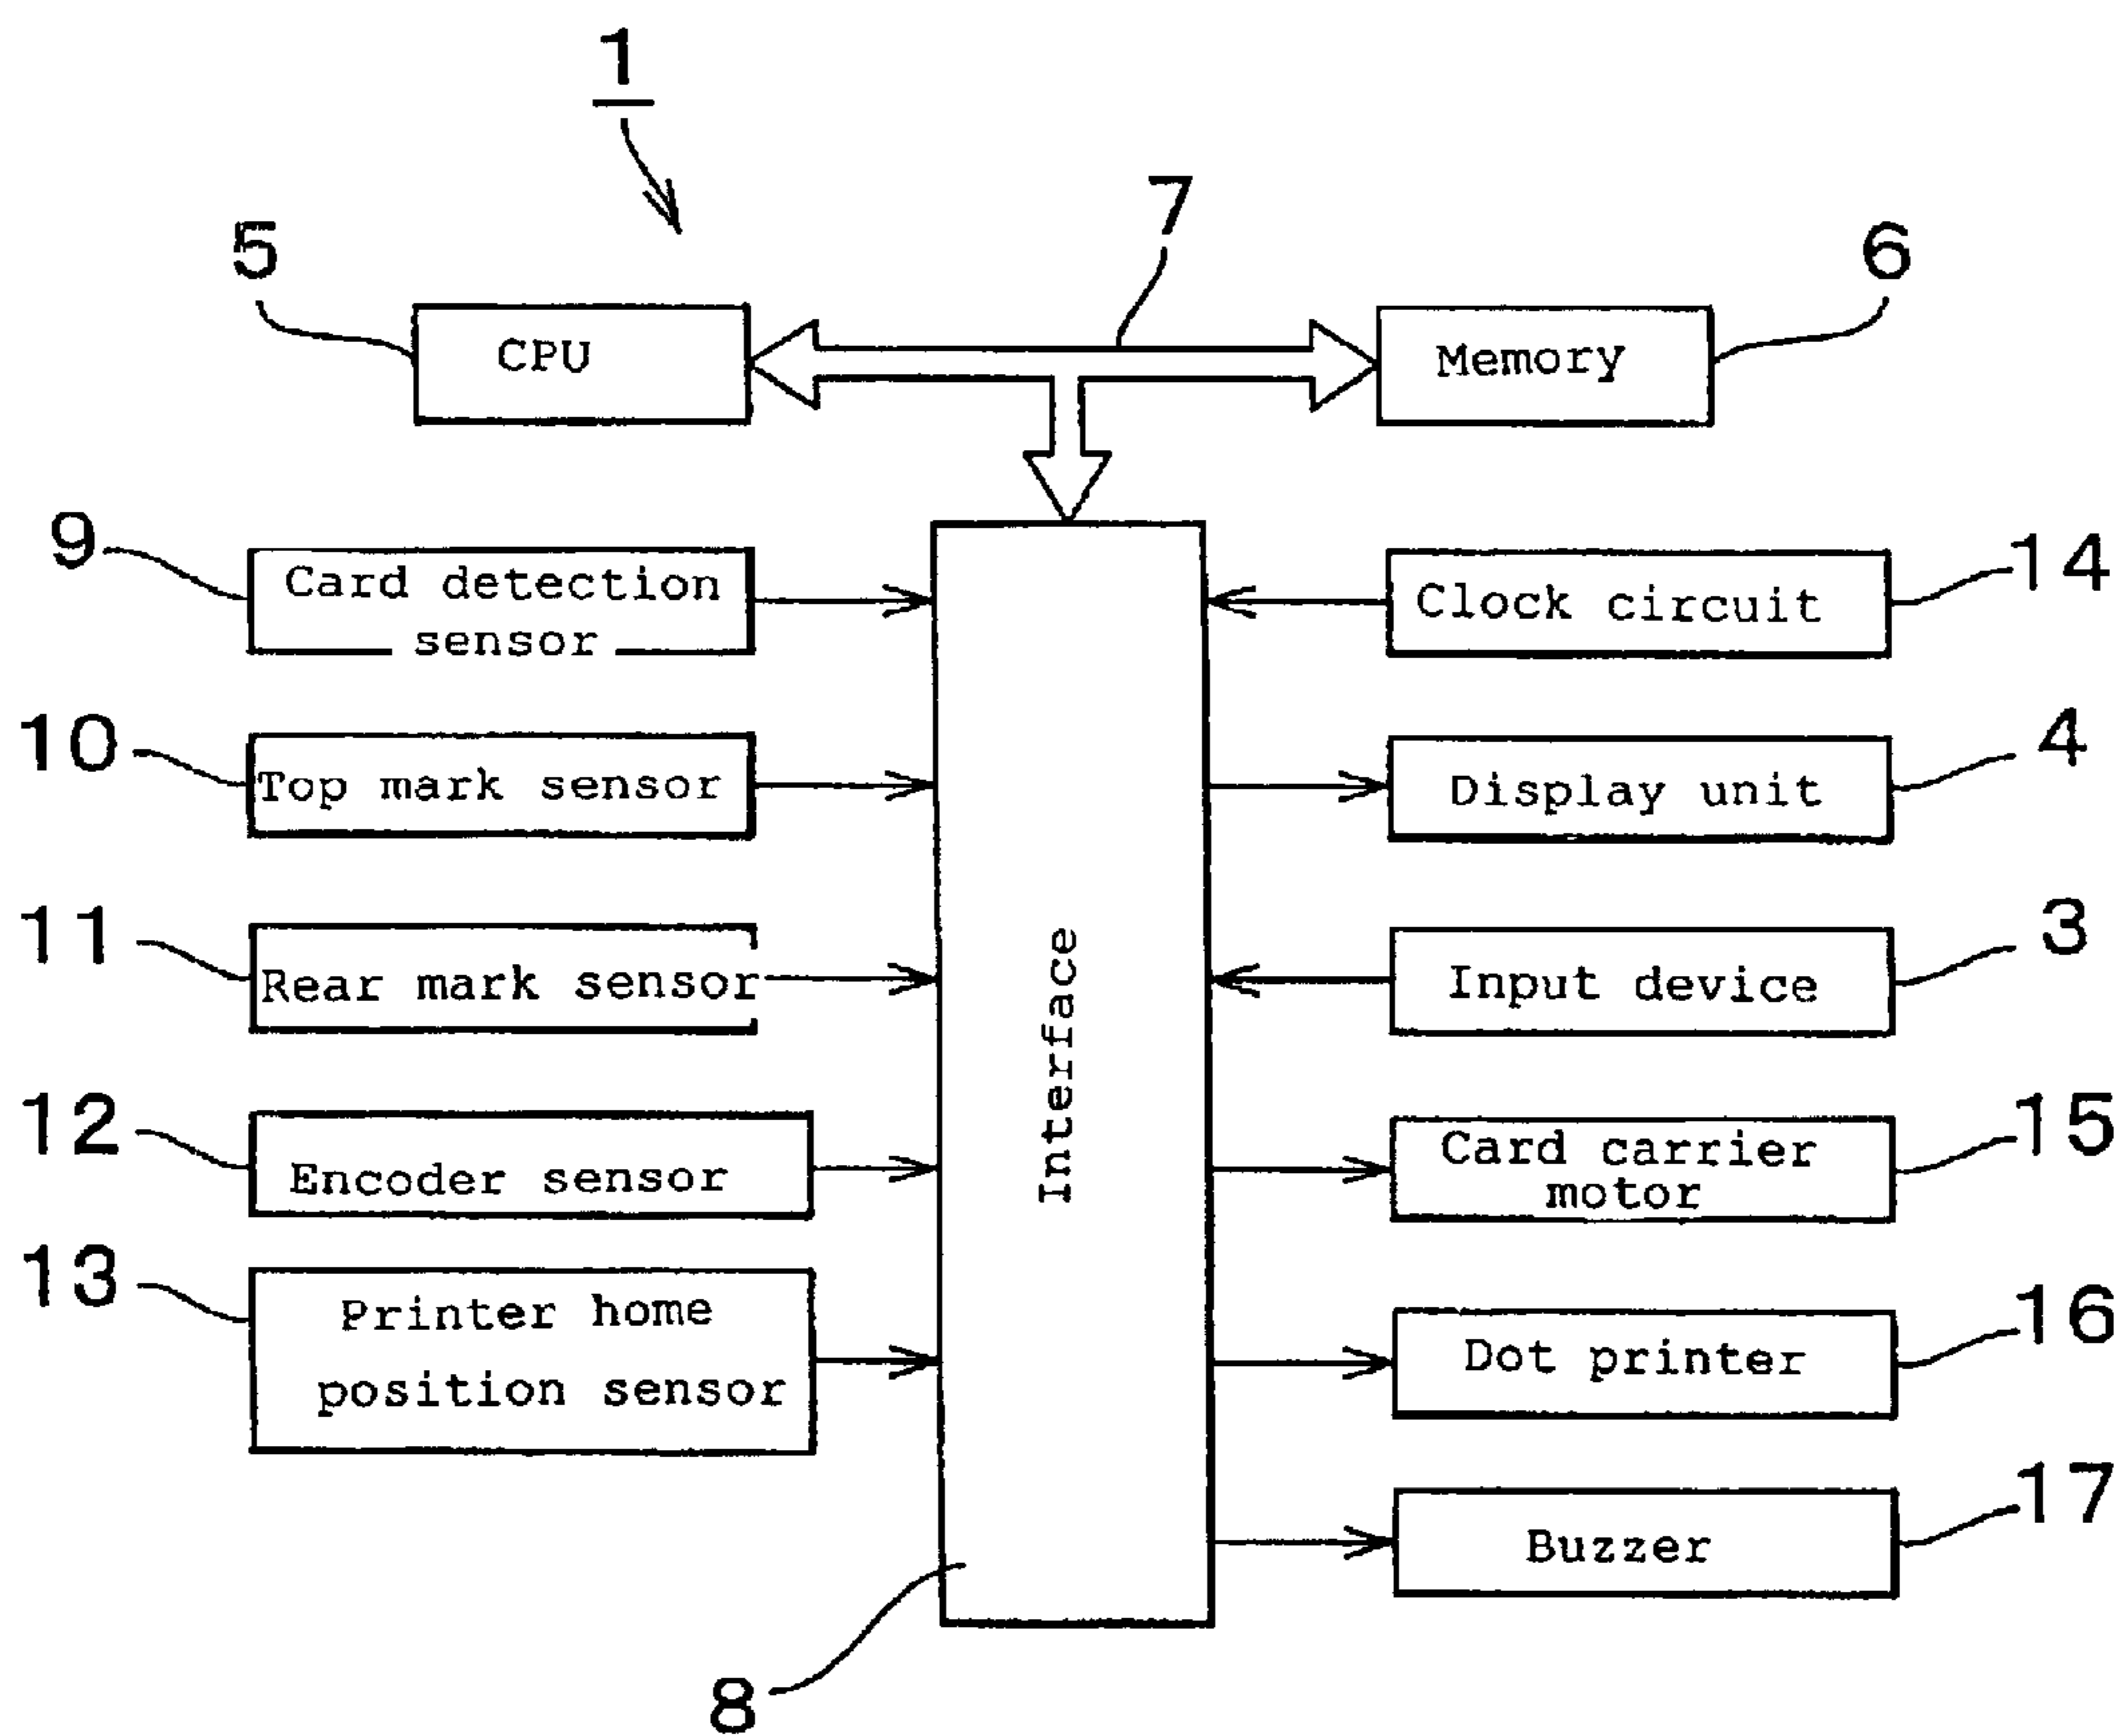 1
7
5
6
CPU
Memory
9
Card detection
sensor
14
Clock circuit
10
Top mark sensor
4
Display unit
11
Rear mark sensor
3
Input device
Interface
12
Encoder sensor
15
Card carrier
motor
13
Printer home
position sensor
16
Dot printer
17
Buzzer
8